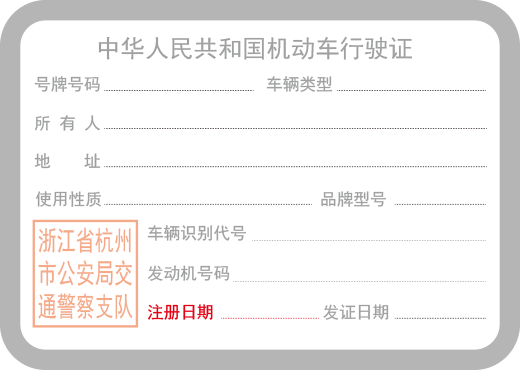 中华人民共和国机动车行驶证
号牌号码 车辆类型
所 有 人
地 址
使用性质 品牌型号
浙江省杭州
市公安局交
通警察支队
车辆识别代号
发动机号码
注册日期 发证日期